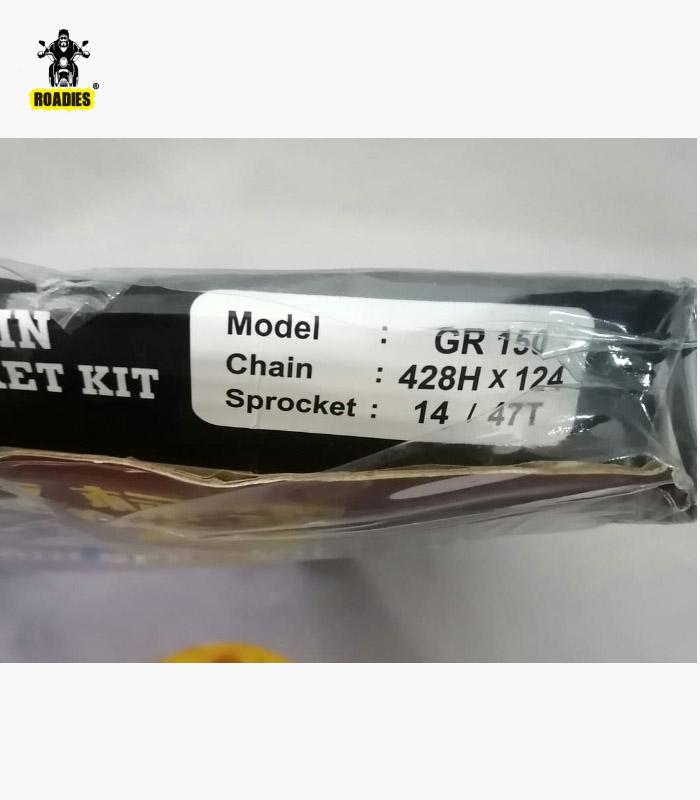 ROADIES
®
IN
ET KIT
Model : GR 150
Chain : 428H X 124
Sprocket : 14 / 47T